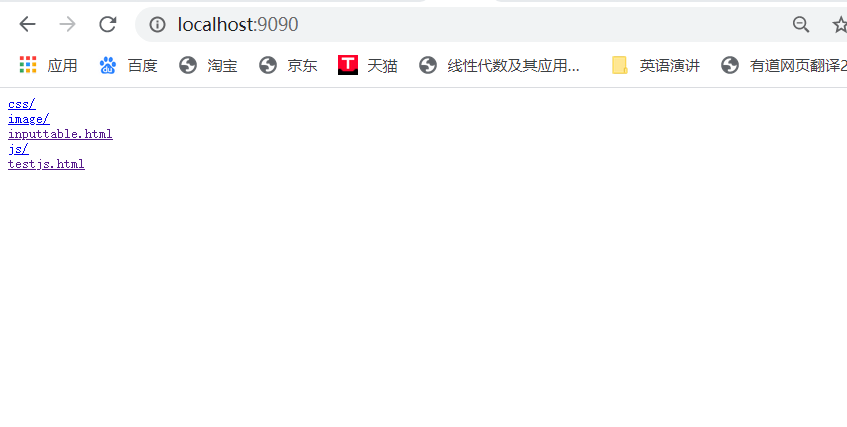 localhost:9090
应用 百度 淘宝 京东 天猫 线性代数及其应用... 英语演讲 有道网页翻译2
css/
image/
inputtable.html
js/
testjs.html